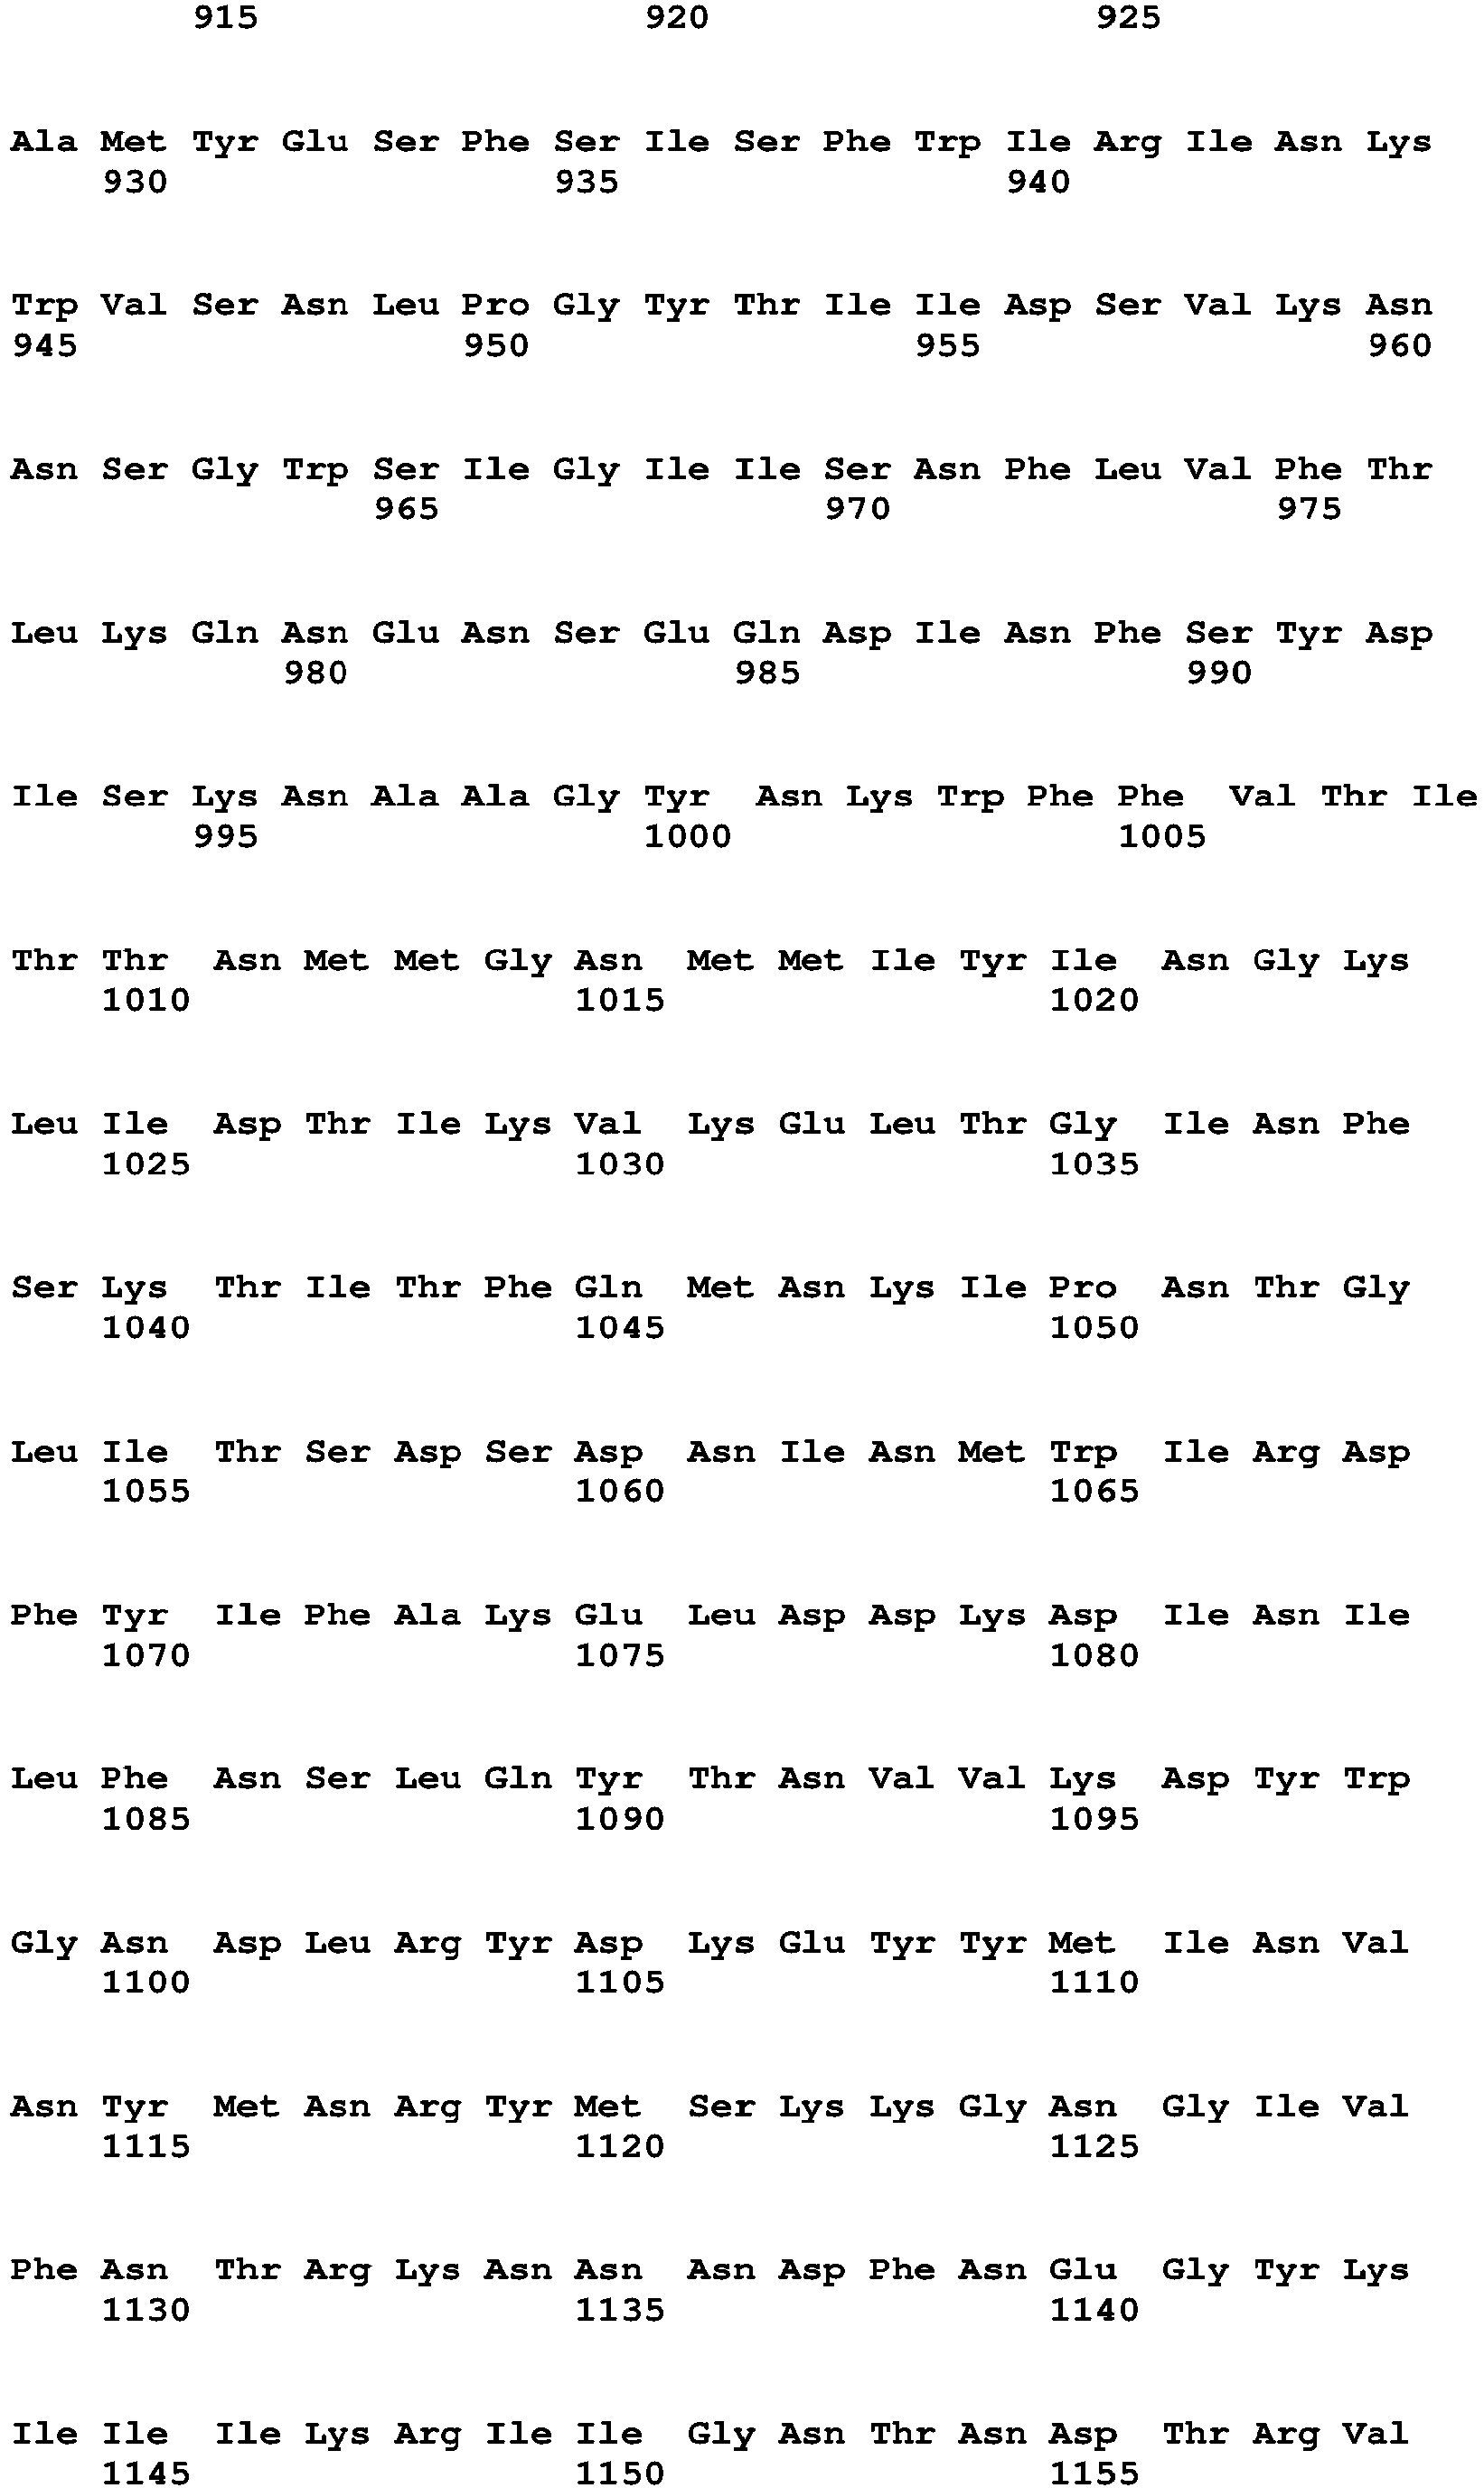 915 920 925
Ala Met Tyr Glu Ser Phe Ser Ile Ser Phe Trp Ile Arg Ile Asn Lys
930 935 940
Trp Val Ser Asn Leu Pro Gly Tyr Thr Ile Ile Asp Ser Val Lys Asn
945 950 955 960
Asn Ser Gly Trp Ser Ile Gly Ile Ile Ser Asn Phe Leu Val Phe Thr
965 970 975
Leu Lys Gln Asn Glu Asn Ser Glu Gln Asp Ile Asn Phe Ser Tyr Asp
980 985 990
Ile Ser Lys Asn Ala Ala Gly Tyr Asn Lys Trp Phe Phe Val Thr Ile
995 1000 1005
Thr Thr Asn Met Met Gly Asn Met Met Ile Tyr Ile Asn Gly Lys
1010 1015 1020
Leu Ile Asp Thr Ile Lys Val Lys Glu Leu Thr Gly Ile Asn Phe
1025 1030 1035
Ser Lys Thr Ile Thr Phe Gln Met Asn Lys Ile Pro Asn Thr Gly
1040 1045 1050
Leu Ile Thr Ser Asp Ser Asp Asn Ile Asn Met Trp Ile Arg Asp
1055 1060 1065
Phe Tyr Ile Phe Ala Lys Glu Leu Asp Asp Lys Asp Ile Asn Ile
1070 1075 1080
Leu Phe Asn Ser Leu Gln Tyr Thr Asn Val Val Lys Asp Tyr Trp
1085 1090 1095
Gly Asn Asp Leu Arg Tyr Asp Lys Glu Tyr Tyr Met Ile Asn Val
1100 1105 1110
Asn Tyr Met Asn Arg Tyr Met Ser Lys Lys Gly Asn Gly Ile Val
1115 1120 1125
Phe Asn Thr Arg Lys Asn Asn Asn Asp Phe Asn Glu Gly Tyr Lys
1130 1135 1140
Ile Ile Ile Lys Arg Ile Ile Gly Asn Thr Asn Asp Thr Arg Val
1145 1150 1155